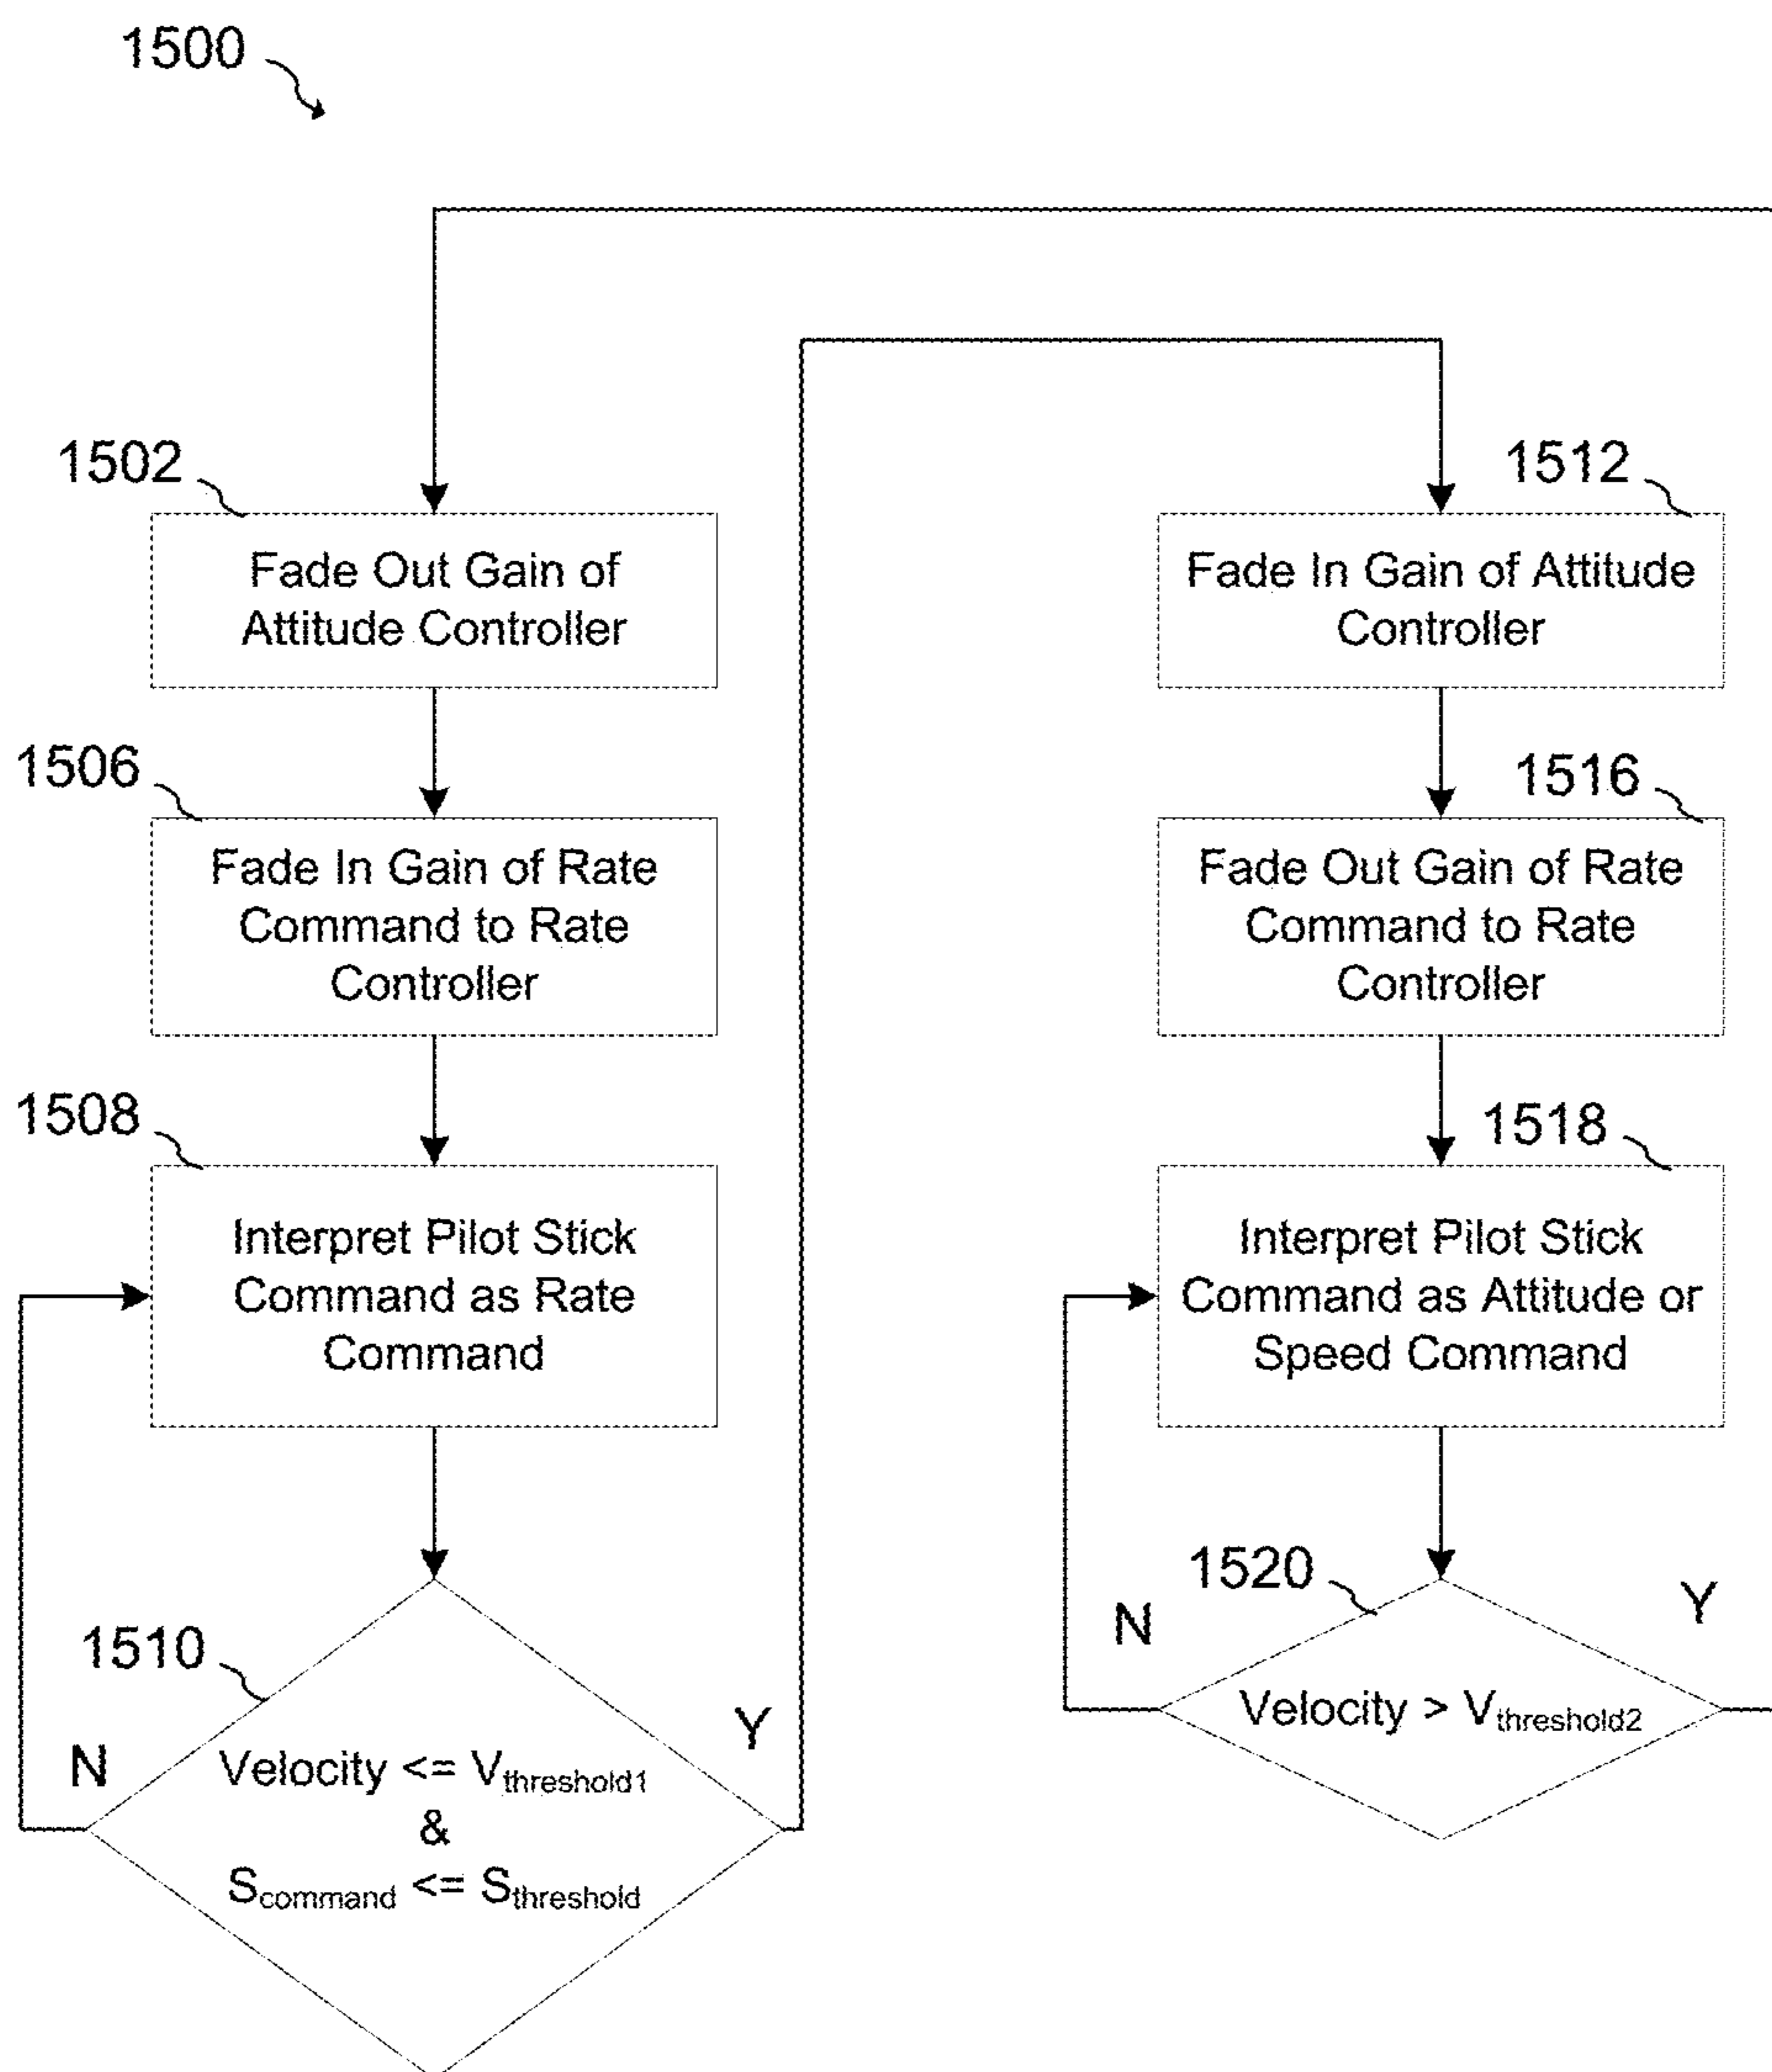 1500
1502
Fade Out Gain of
Attitude Controller
1506
Fade In Gain of Rate
Command to Rate
Controller
1508
Interpret Pilot Stick
Command as Rate
Command
1510
N
Y
Velocity <= Vthreshold1
&
Scommand <= Sthreshold
1512
Fade In Gain of Attitude
Controller
1516
Fade Out Gain of Rate
Command to Rate
Controller
1518
Interpret Pilot Stick
Command as Attitude or
Speed Command
1520
N
Y
Velocity > Vthreshold2